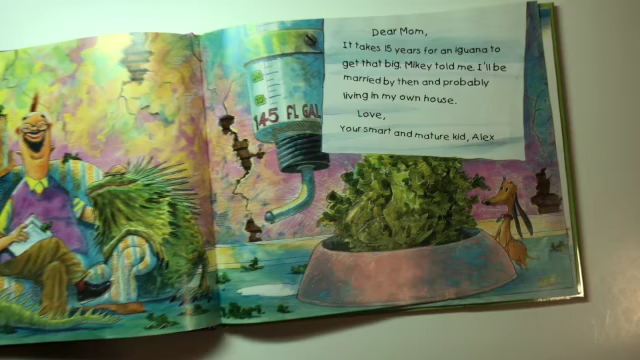 145 FL GAL
Dear Mom,
It takes 15 years for an iguana to
get that big. Mikey told me. I'll be
married by then and probably
living in my own house.
Love,
Your smart and mature kid, Alex